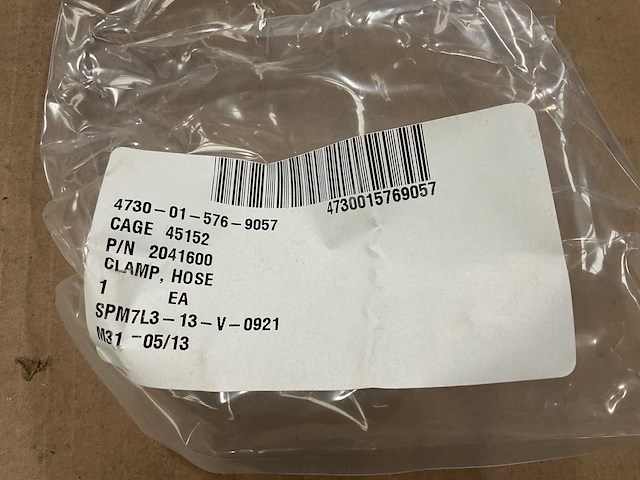 4730-01-576-9057
4730015769057
CAGE 45152
P/N 2041600
CLAMP, HOSE
1 EA
SPM7L3-13-V-0921
M31 -05/13